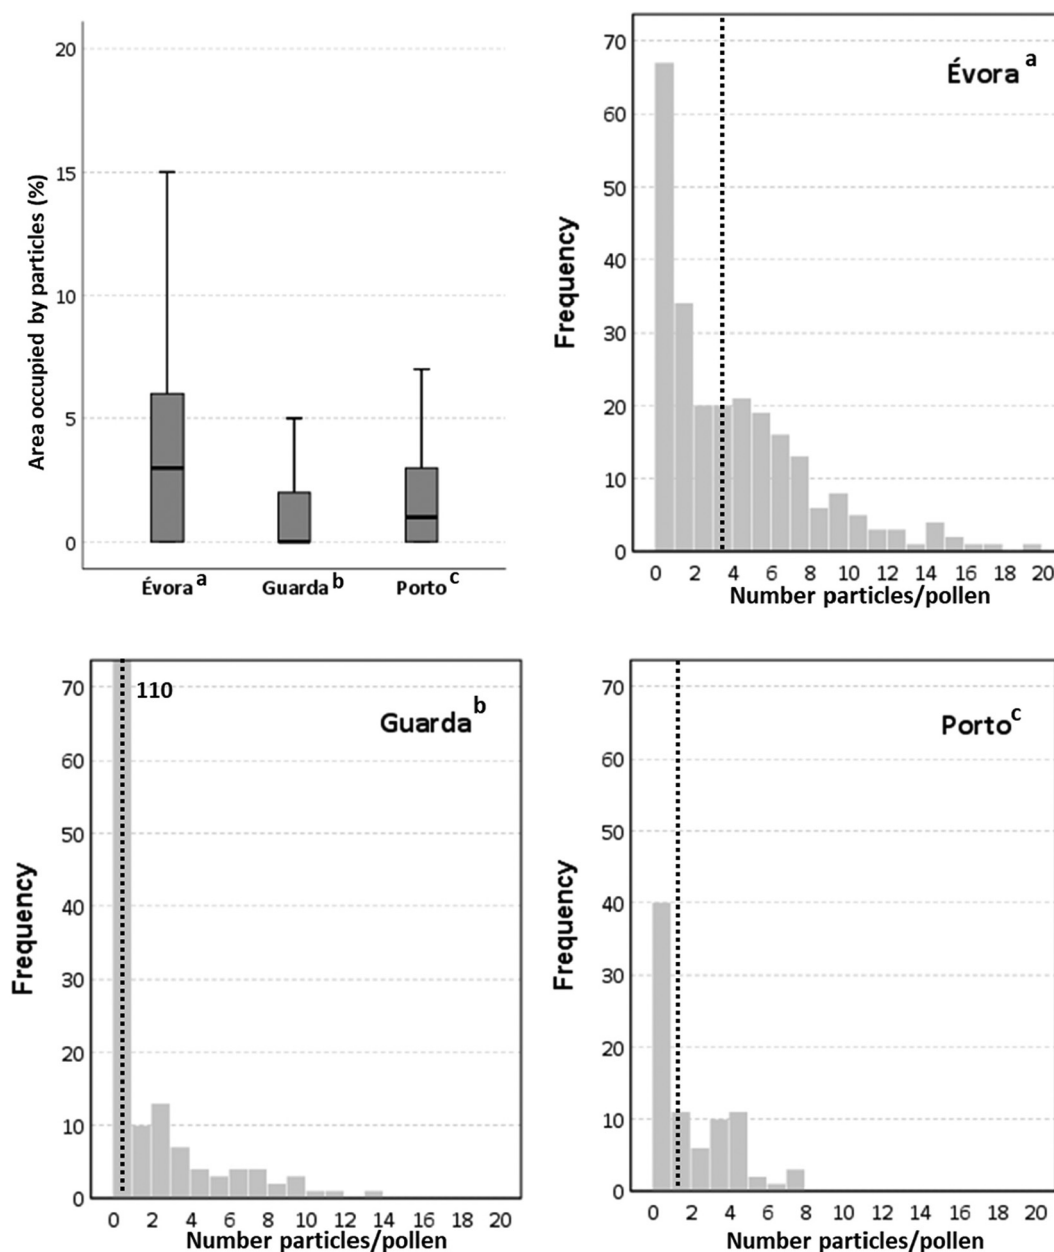 20
15
10
5
0
Area occupied by particles (%)
Évora a
Guarda b
Porto c
Évora a
70
60
50
40
30
20
10
0
Frequency
0 2 4 6 8 10 12 14 16 18 20
Number particles/pollen
110
Guarda b
70
60
50
40
30
20
10
0
Frequency
0 2 4 6 8 10 12 14 16 18 20
Number particles/pollen
Porto c
70
60
50
40
30
20
10
0
Frequency
0 2 4 6 8 10 12 14 16 18 20
Number particles/pollen